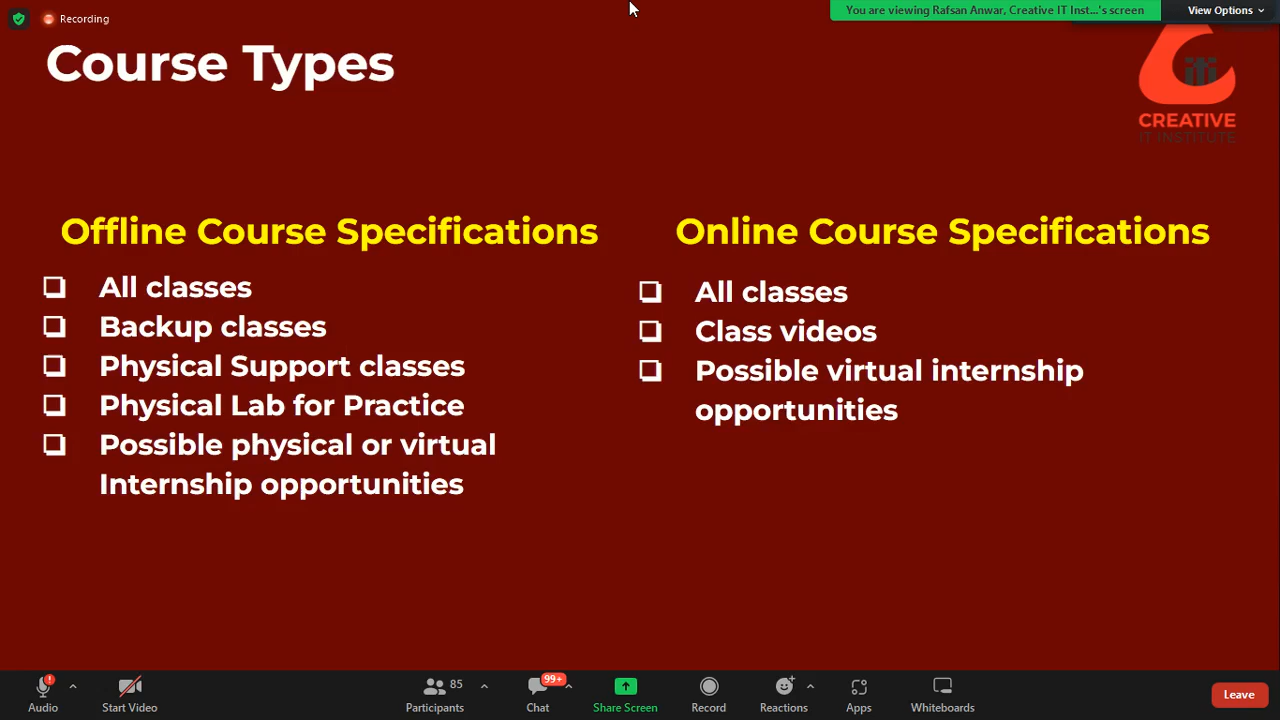 Recording
You are viewing Rafsan Anwar, Creative IT Inst...'s screen
View Options
Course Types
CREATIVE
IT INSTITUTE
Offline Course Specifications
❑ All classes
❑ Backup classes
❑ Physical Support classes
❑ Physical Lab for Practice
❑ Possible physical or virtual
Internship opportunities
Online Course Specifications
❑ All classes
❑ Class videos
❑ Possible virtual internship
opportunities
Audio
Start Video
Participants
85
Chat
99+
Share Screen
Record
Reactions
Apps
Whiteboards
Leave